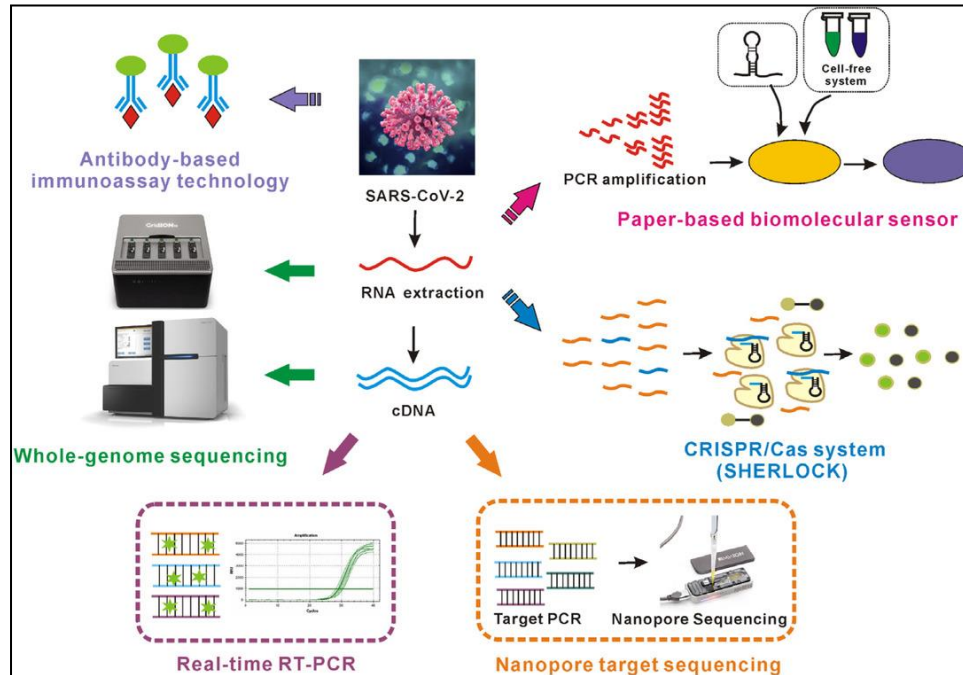 SARS-CoV-2
RNA extraction
cDNA
Antibody-based
immunoassay technology
GridION
Whole-genome sequencing
Cell-free
system
PCR amplification
Paper-based biomolecular sensor
CRISPR/Cas system
(SHERLOCK)
Amplification
Cycles
Real-time RT-PCR
Target PCR
Nanopore Sequencing
Nanopore target sequencing